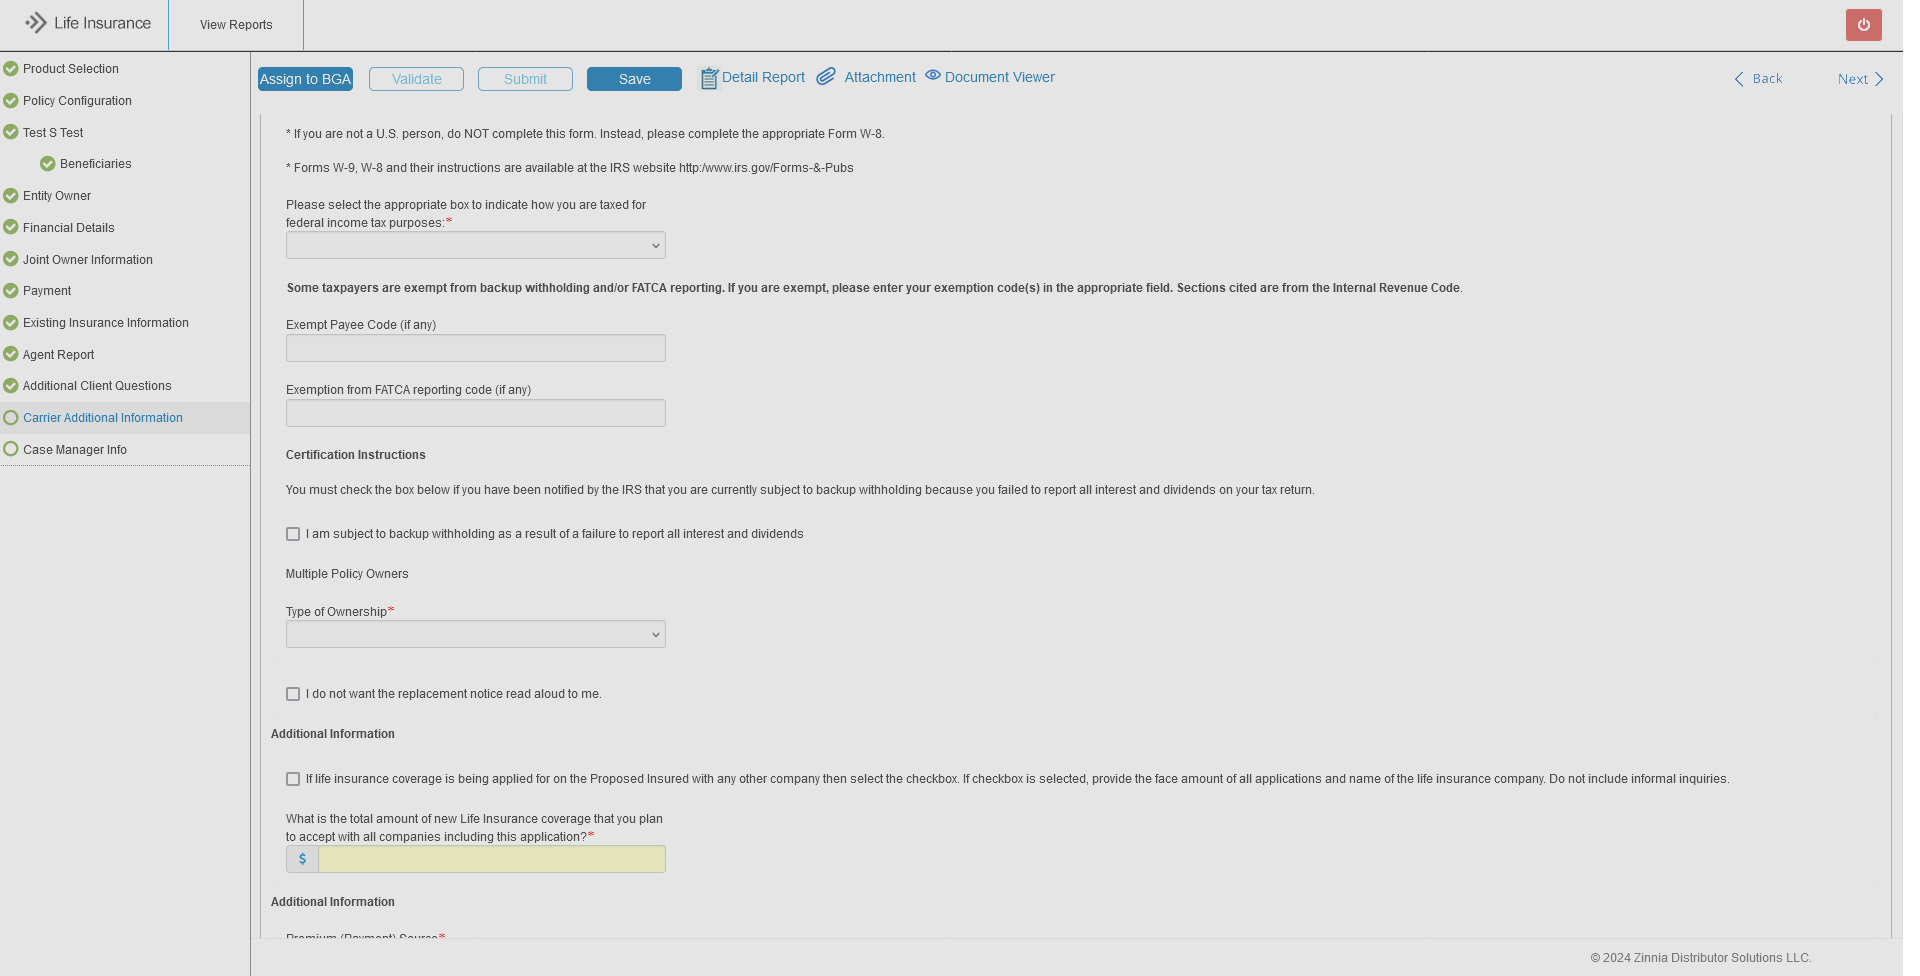 Life Insurance
View Reports
Product Selection
Policy Configuration
Test S Test
Beneficiaries
Entity Owner
Financial Details
Joint Owner Information
Payment
Existing Insurance Information
Agent Report
Additional Client Questions
Carrier Additional Information
Case Manager Info
Assign to BGA
Validate
Submit
Save
Detail Report
Attachment
Document Viewer
Back
Next
* If you are not a U.S. person, do NOT complete this form. Instead, please complete the appropriate Form W-8.
* Forms W-9, W-8 and their instructions are available at the IRS website http:/www.irs.gov/Forms-&-Pubs
Please select the appropriate box to indicate how you are taxed for
federal income tax purposes:*
Some taxpayers are exempt from backup withholding and/or FATCA reporting. If you are exempt, please enter your exemption code(s) in the appropriate field. Sections cited are from the Internal Revenue Code.
Exempt Payee Code (if any)
Exemption from FATCA reporting code (if any)
Certification Instructions
You must check the box below if you have been notified by the IRS that you are currently subject to backup withholding because you failed to report all interest and dividends on your tax return.
I am subject to backup withholding as a result of a failure to report all interest and dividends
Multiple Policy Owners
Type of Ownership*
I do not want the replacement notice read aloud to me.
Additional Information
If life insurance coverage is being applied for on the Proposed Insured with any other company then select the checkbox. If checkbox is selected, provide the face amount of all applications and name of the life insurance company. Do not include informal inquiries.
What is the total amount of new Life Insurance coverage that you plan
to accept with all companies including this application?*
$
Additional Information
Premium (Payment) Source*
© 2024 Zinnia Distributor Solutions LLC.